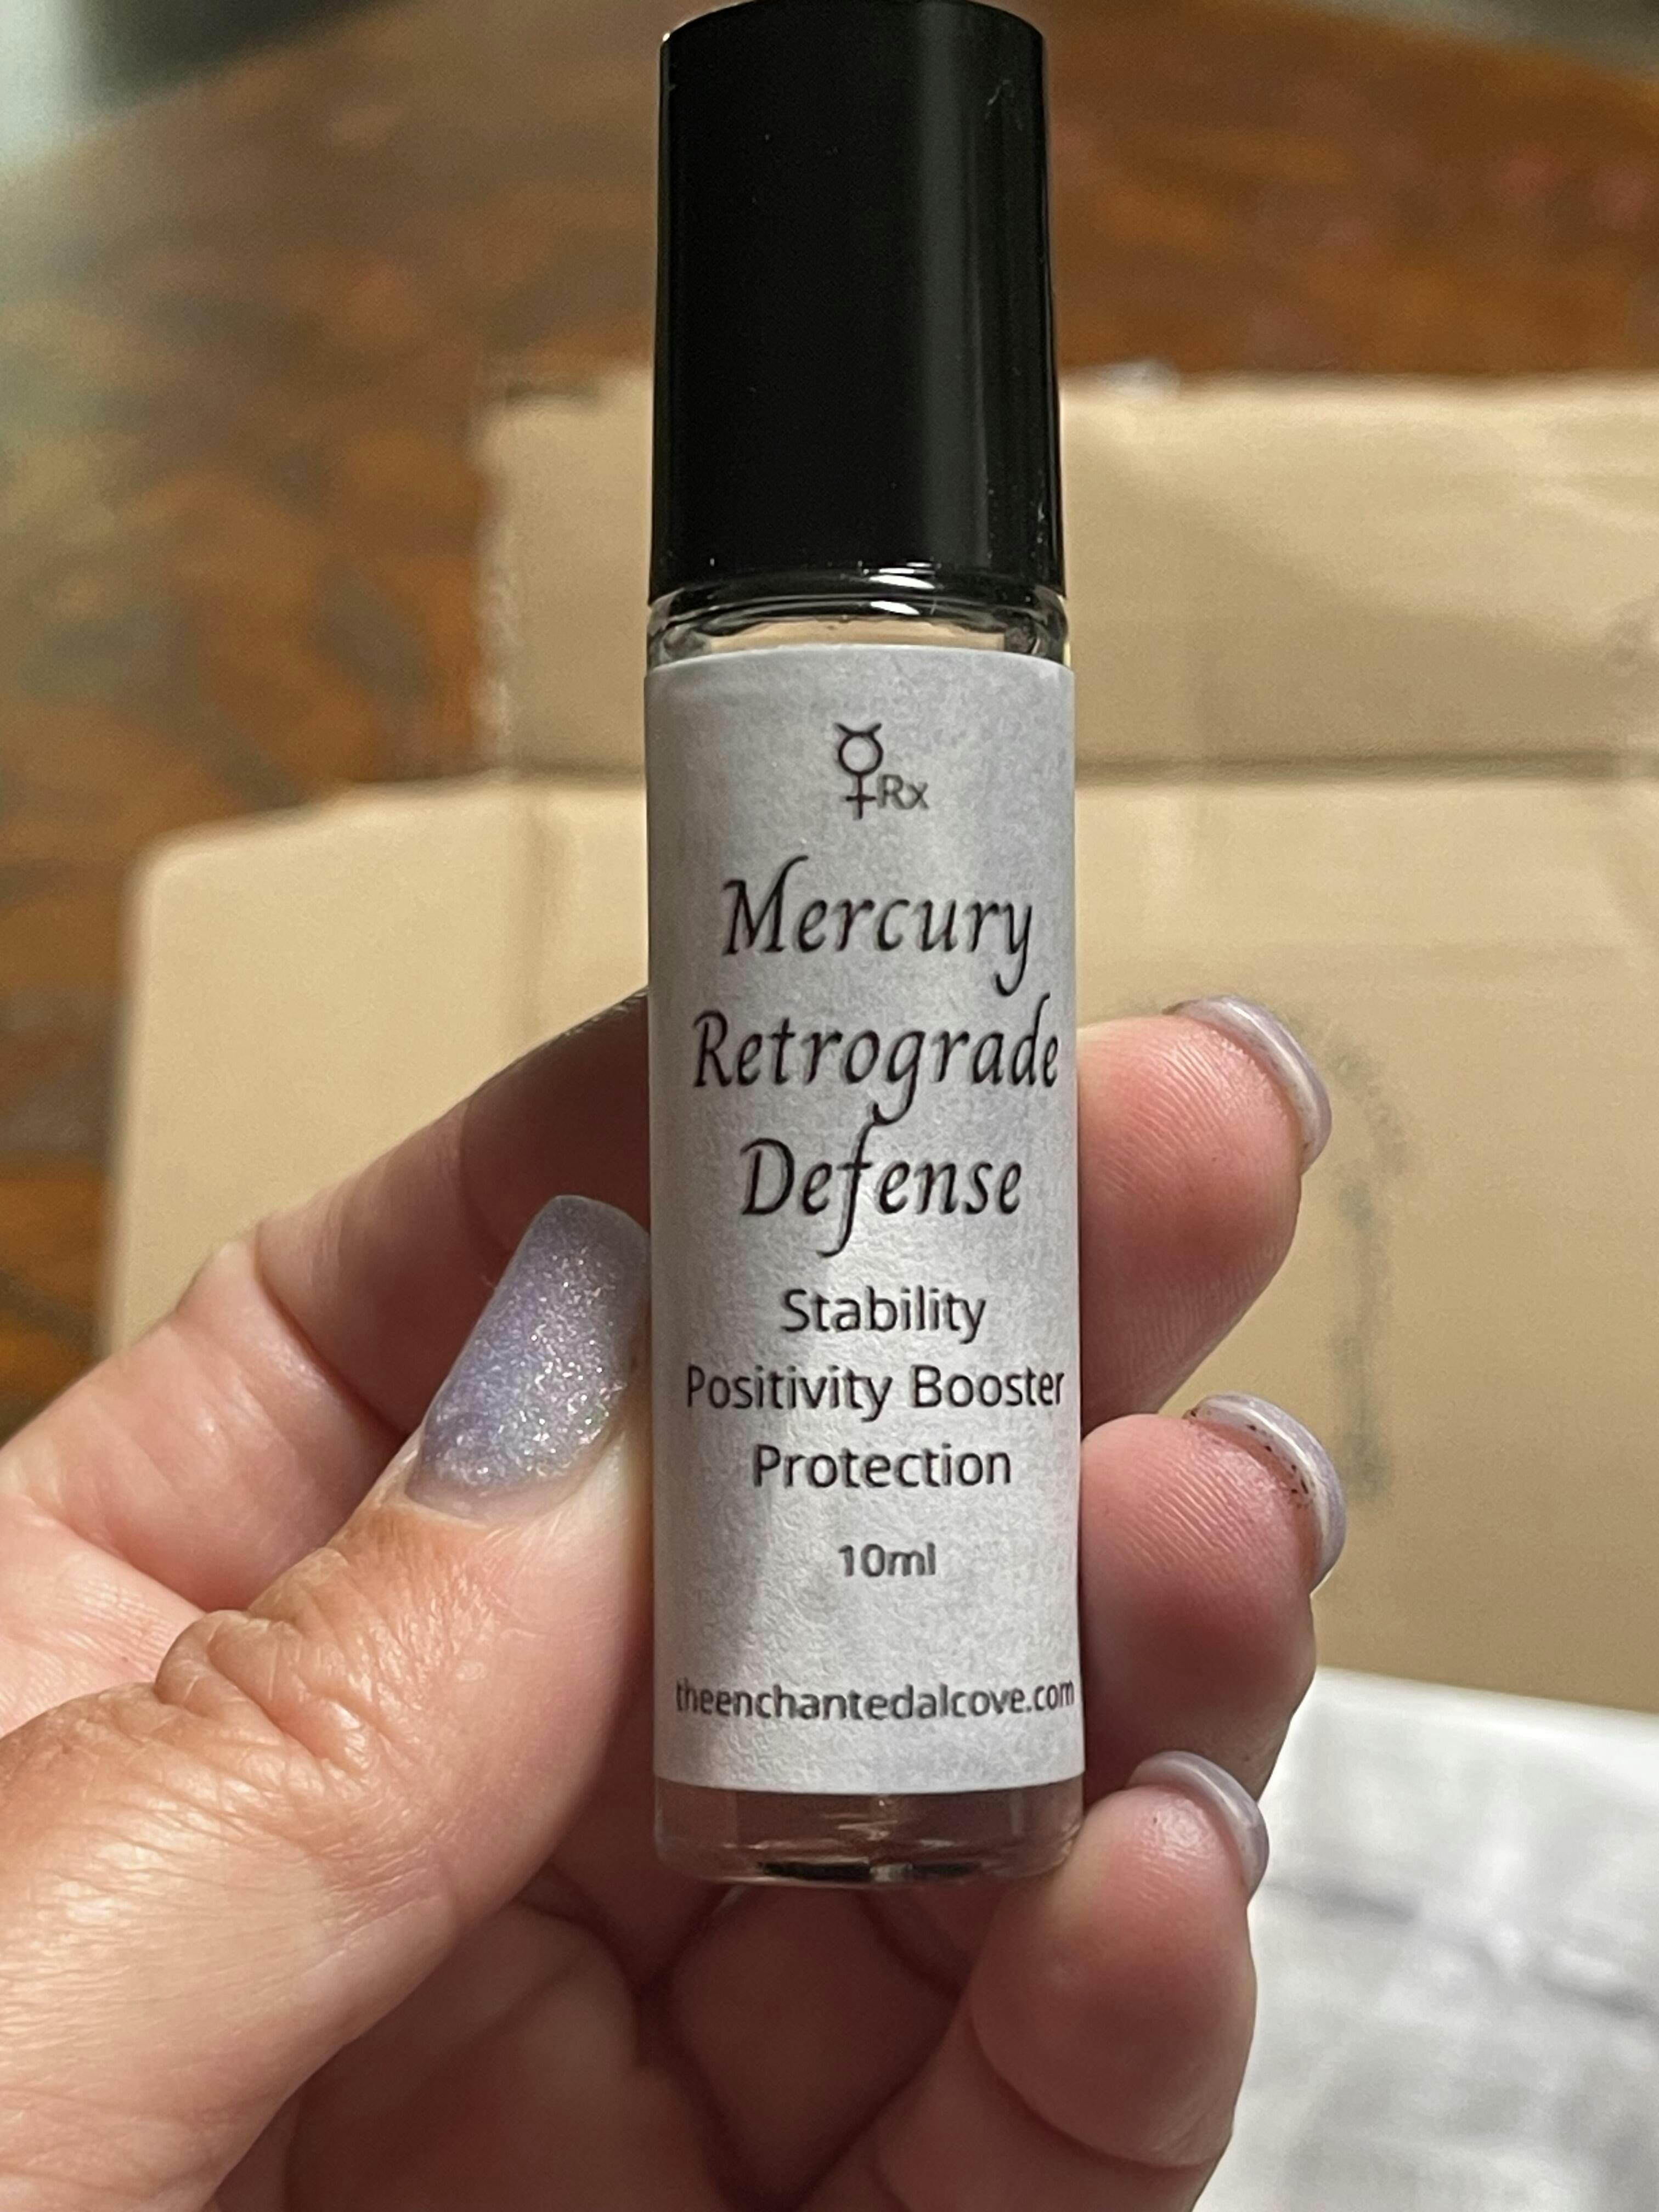 ☿Rx
Mercury
Retrograde
Defense
Stability
Positivity Booster
Protection
10ml
theenchantedalcove.com